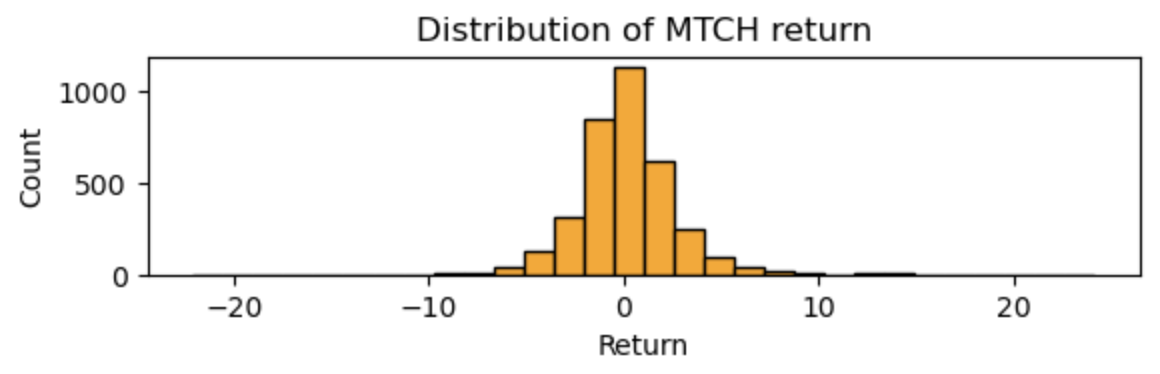 Distribution of MTCH return
Count
1000
500
0
−20 −10 0 10 20
Return